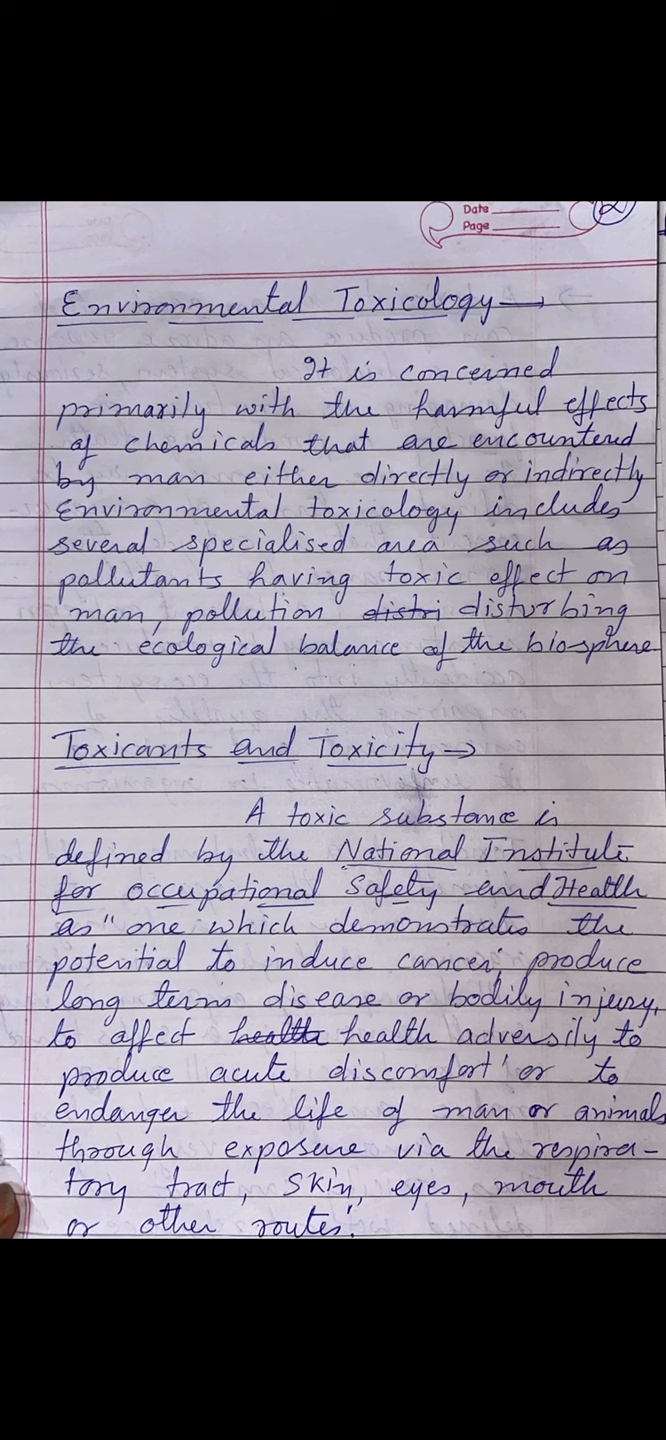 Date
Page
2
Environmental Toxicology →
It is concerned
primarily with the harmful effects
of chemicals that are encountered
by man either directly or indirectly
Environmental toxicology includes
several specialised area such as
pollutants having toxic effect on
man, pollution distri disturbing
the ecological balance of the biosphere
Toxicants and Toxicity →
A toxic substance is
defined by the National Institute
for occupational Safety and Health
as "one which demonstrates the
potential to induce cancer, produce
long term disease or bodily injury,
to affect health health adversily to
produce acute discomfort, or to
endanger the life of man or animals
through exposure via the respira-
tory tract, skin, eyes, mouth
or other routes".